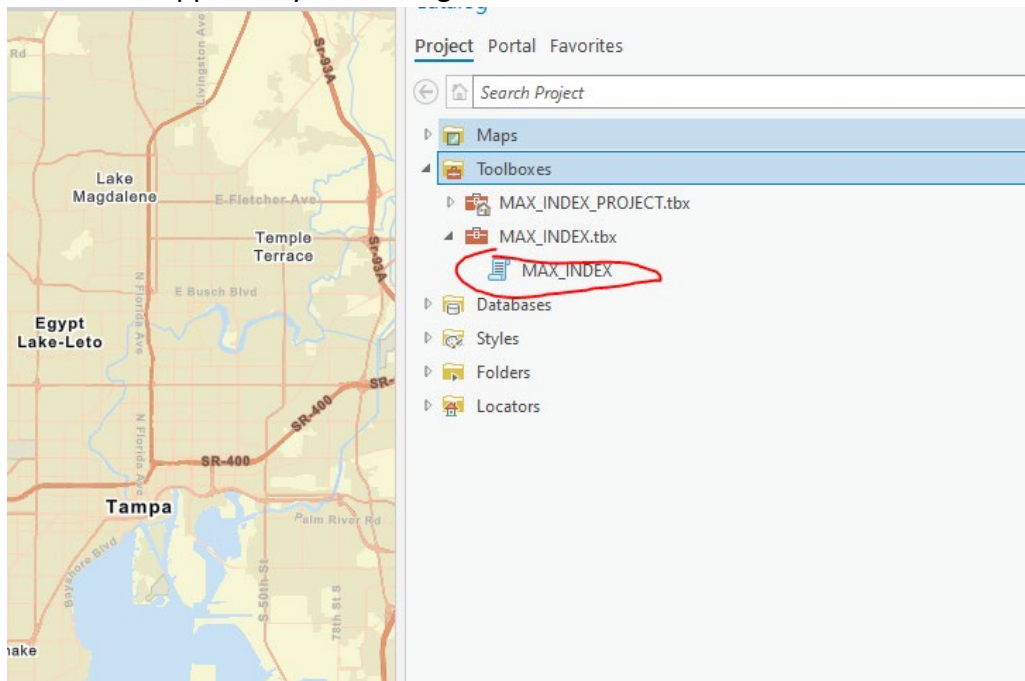 Project Portal Favorites
Search Project
Maps
Toolboxes
MAX_INDEX_PROJECT.tbx
MAX_INDEX.tbx
MAX_INDEX
Databases
Styles
Folders
Locators
Rd
Livingston Ave
Sr-93A
Lake
Magdalene
E-Fletcher-Ave
Temple
Terrace
Sr-93A
N Florida Ave
E Busch Blvd
Egypt
Lake-Leto
SR-
SR-400
N Florida Ave
SR-400
Tampa
Palm River Rd
Bayshore Blvd
S-50th-St
78th St S